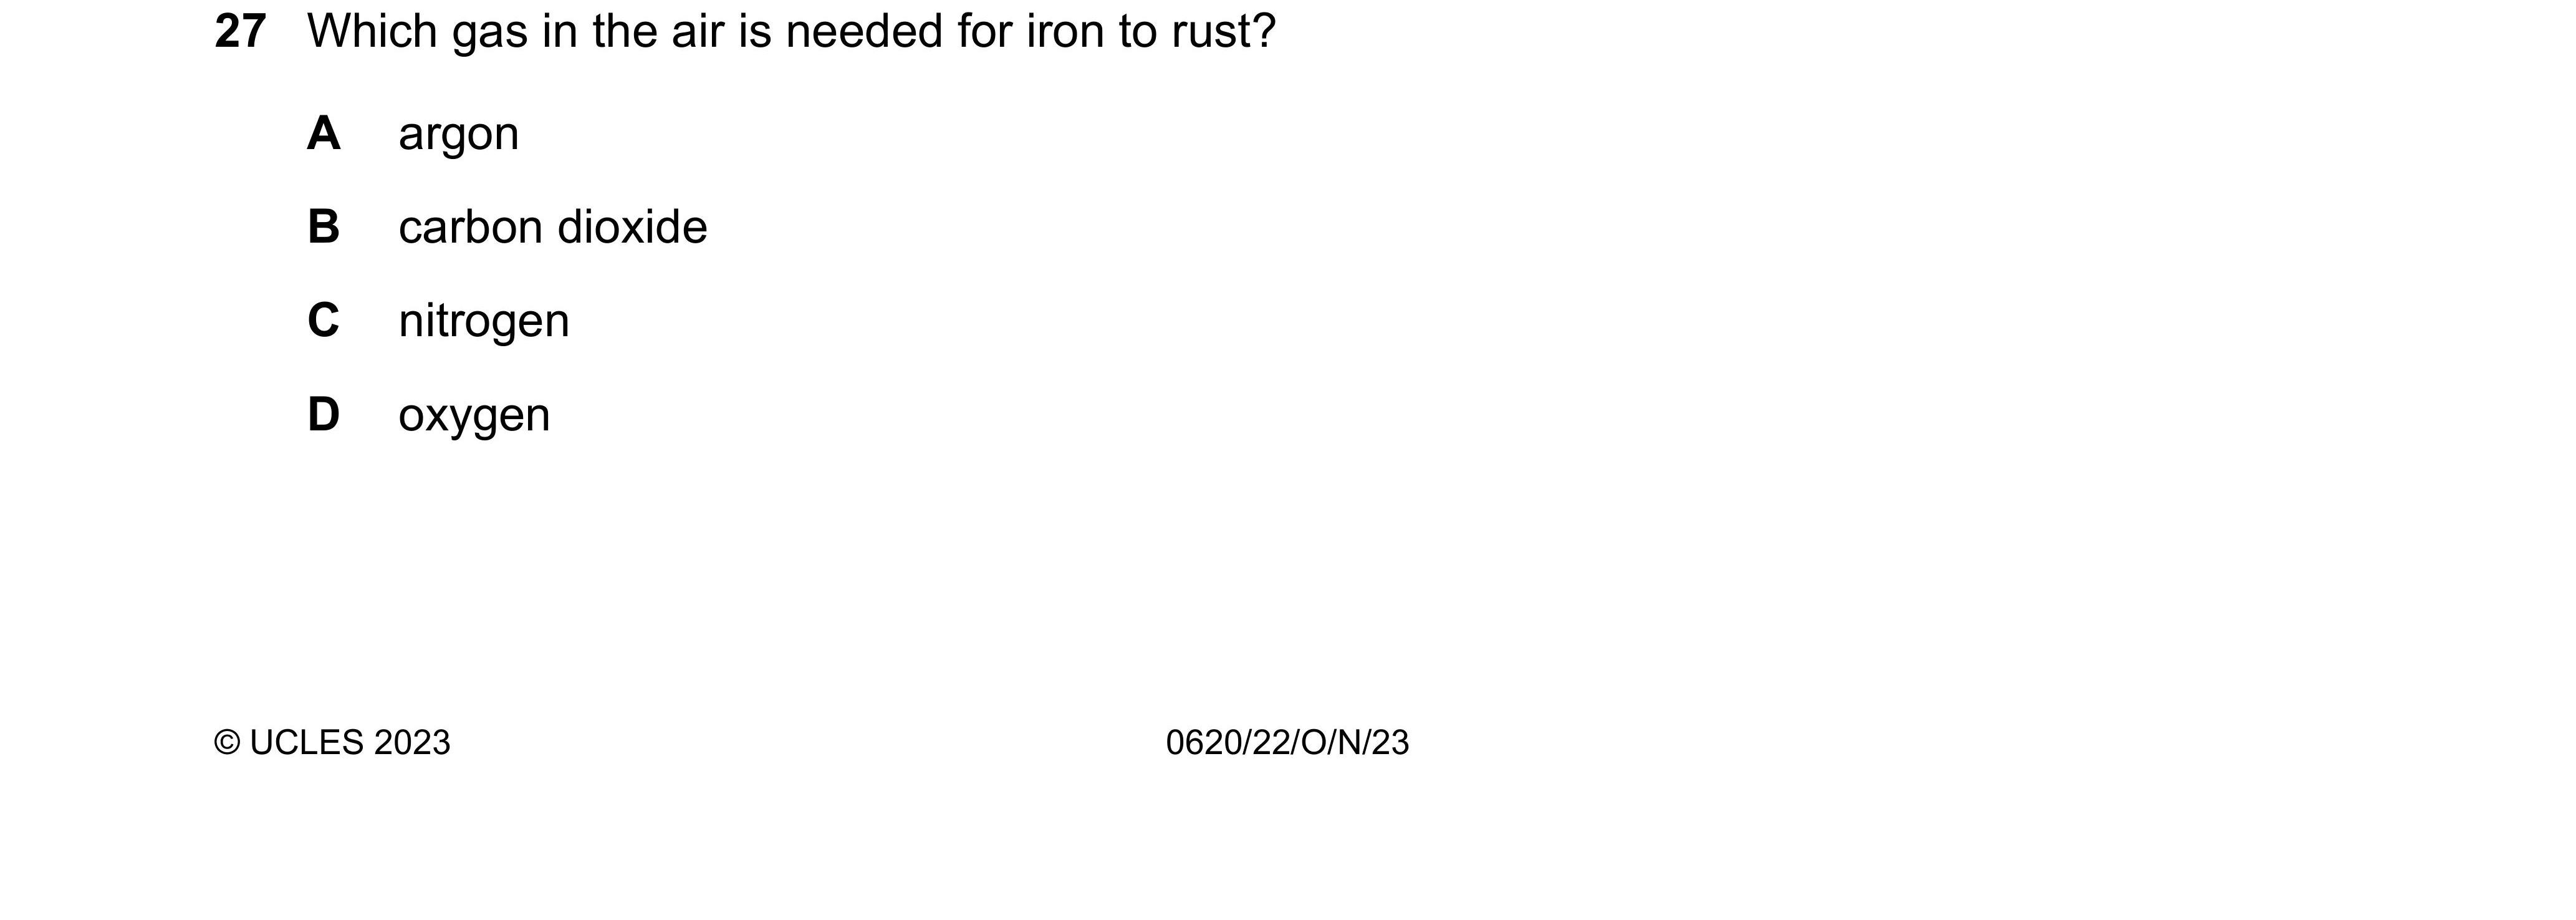 27 Which gas in the air is needed for iron to rust?
A argon
B carbon dioxide
C nitrogen
D oxygen
© UCLES 2023 0620/22/O/N/23